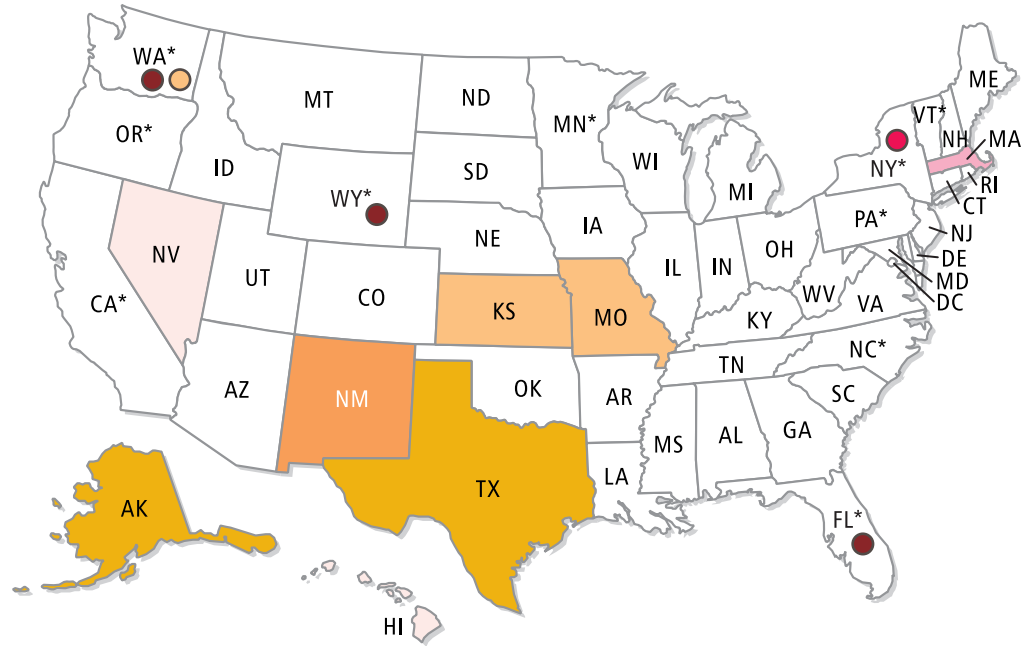 WA*
ME
MT
ND
VT*
MN*
OR*
NH
MA
WI
NY*
ID
SD
MI
RI
WY*
CT
PA*
IA
NJ
NE
NV
OH
DE
UT
IL
IN
MD
CO
WV
DC
CA*
VA
KS
MO
KY
NC*
TN
AZ
OK
NM
AR
SC
GA
AL
MS
LA
TX
AK
FL*
HI